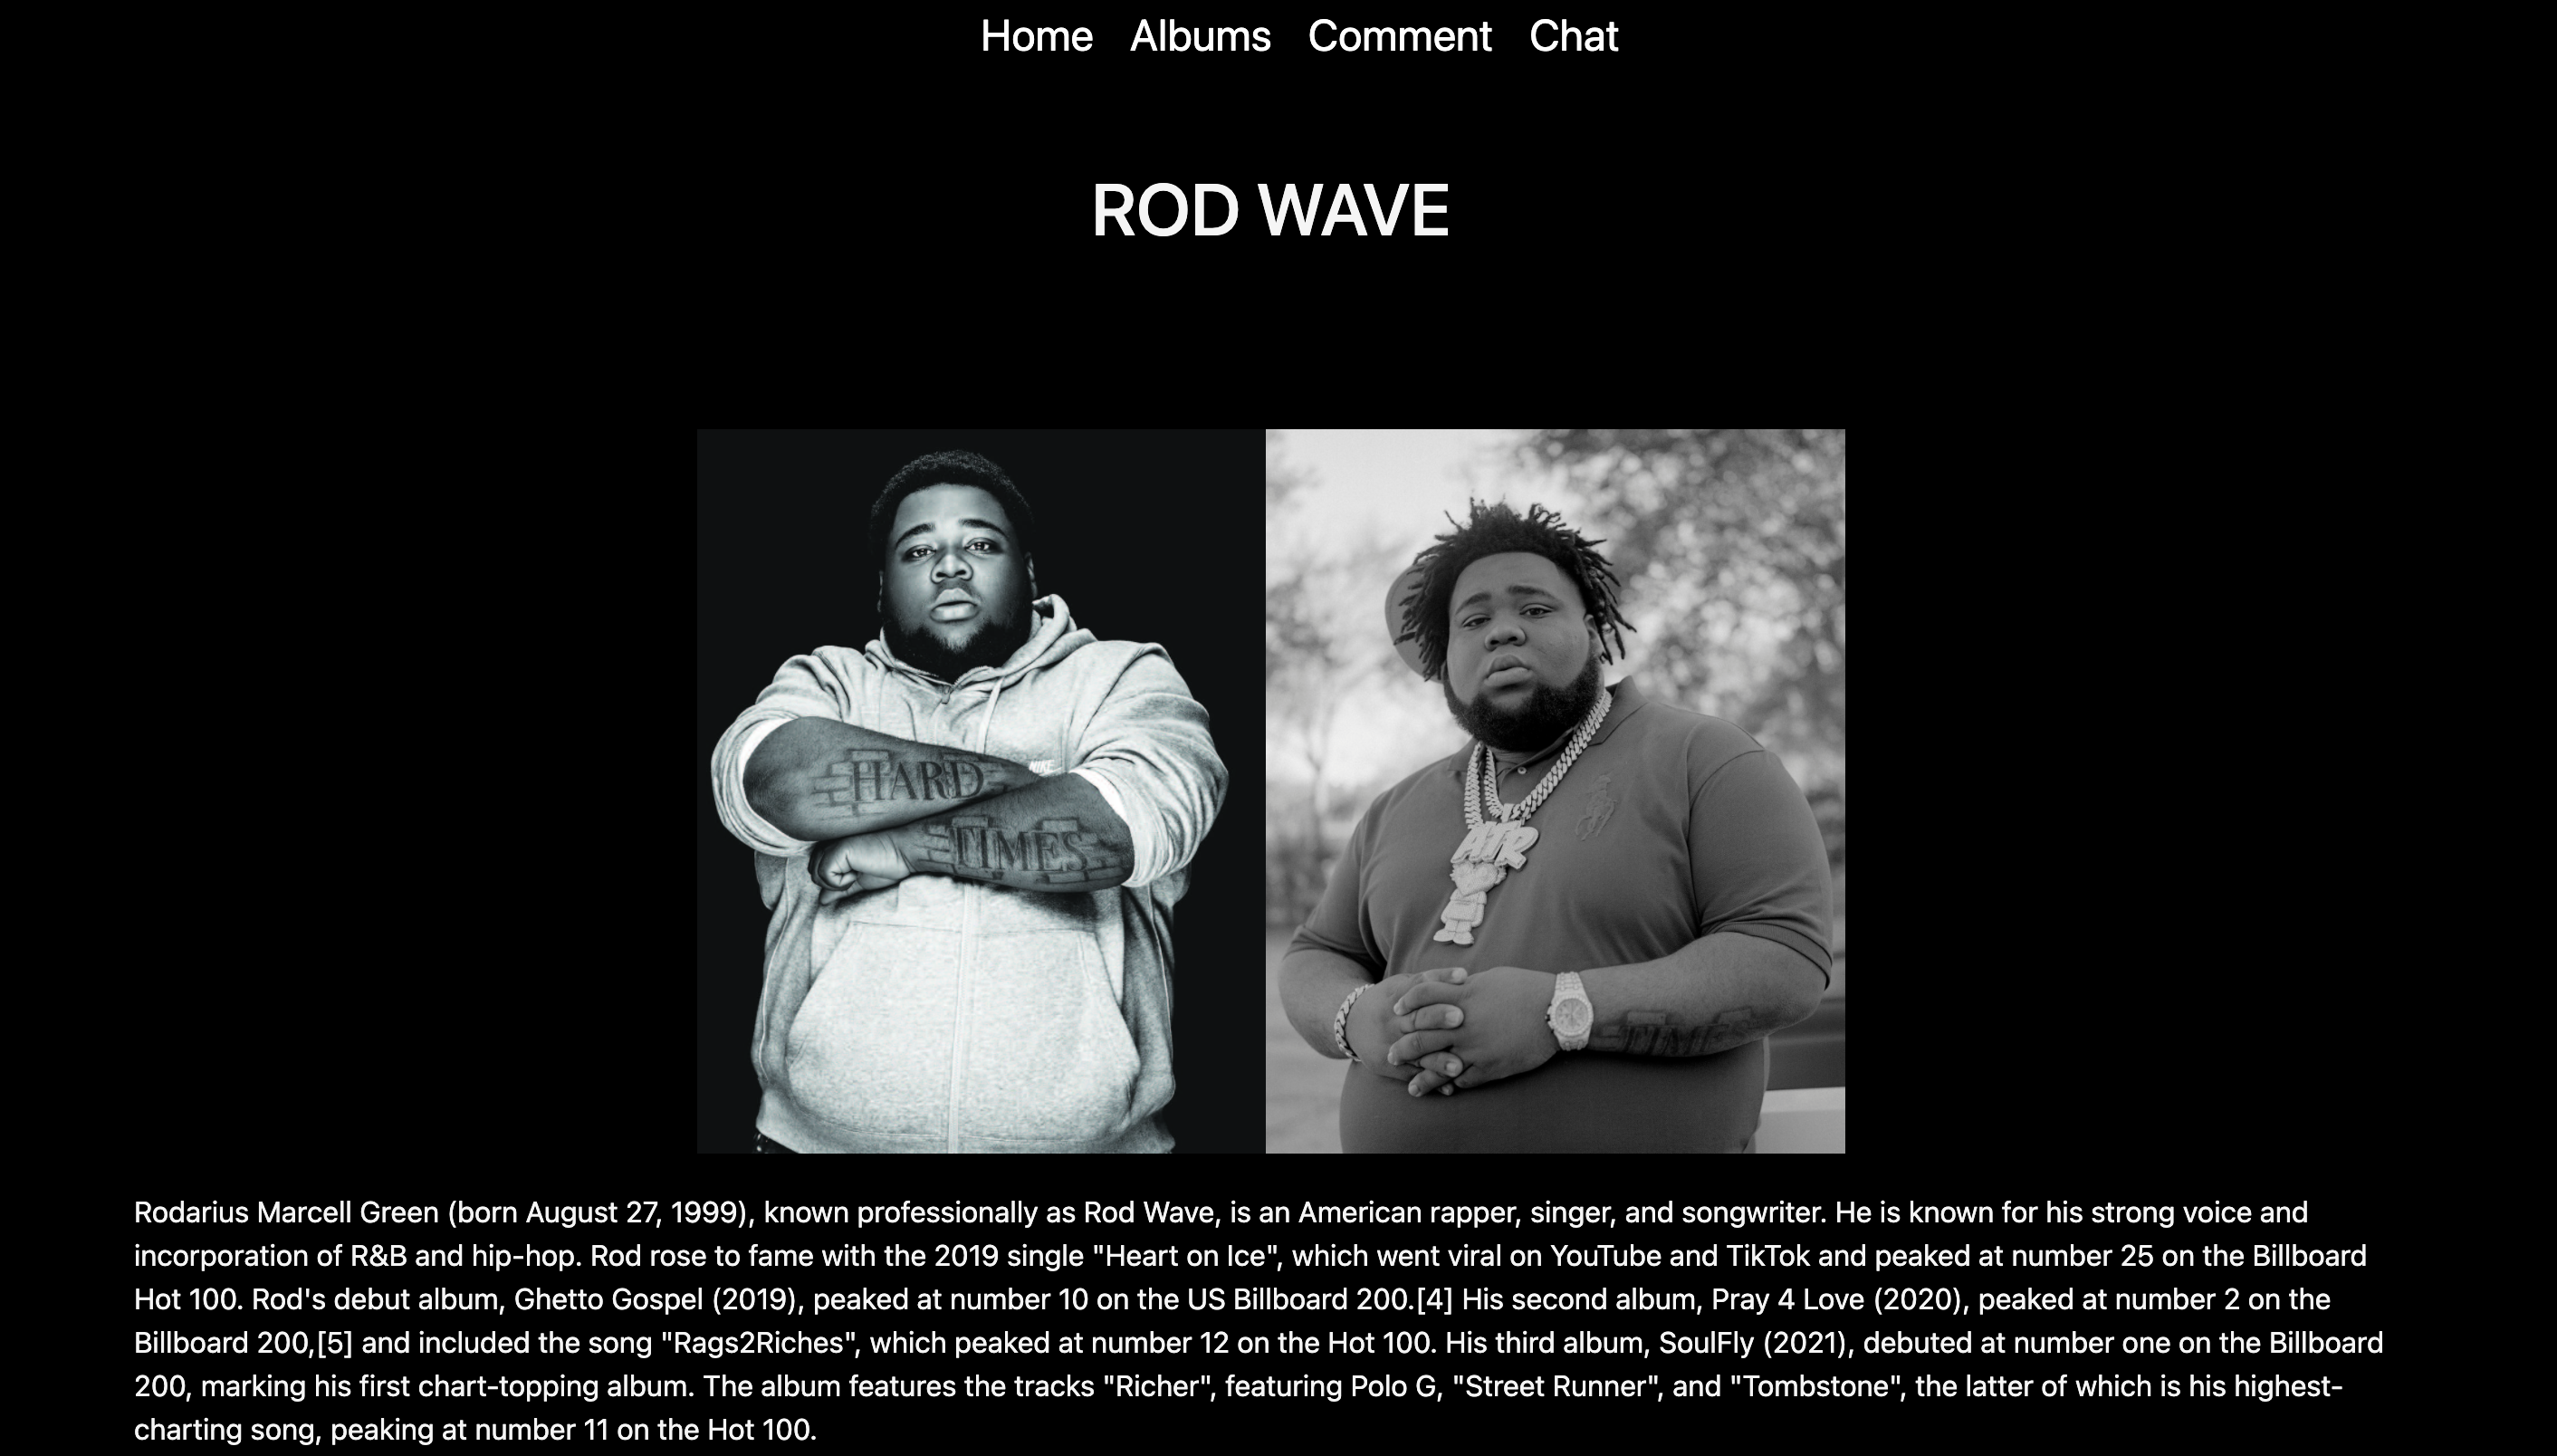 Home Albums Comment Chat
ROD WAVE
HARD
NIKE
TIMES
ATR
TIME
Rodarius Marcell Green (born August 27, 1999), known professionally as Rod Wave, is an American rapper, singer, and songwriter. He is known for his strong voice and
incorporation of R&B and hip-hop. Rod rose to fame with the 2019 single "Heart on Ice", which went viral on YouTube and TikTok and peaked at number 25 on the Billboard
Hot 100. Rod's debut album, Ghetto Gospel (2019), peaked at number 10 on the US Billboard 200.[4] His second album, Pray 4 Love (2020), peaked at number 2 on the
Billboard 200,[5] and included the song "Rags2Riches", which peaked at number 12 on the Hot 100. His third album, SoulFly (2021), debuted at number one on the Billboard
200, marking his first chart-topping album. The album features the tracks "Richer", featuring Polo G, "Street Runner", and "Tombstone", the latter of which is his highest-
charting song, peaking at number 11 on the Hot 100.